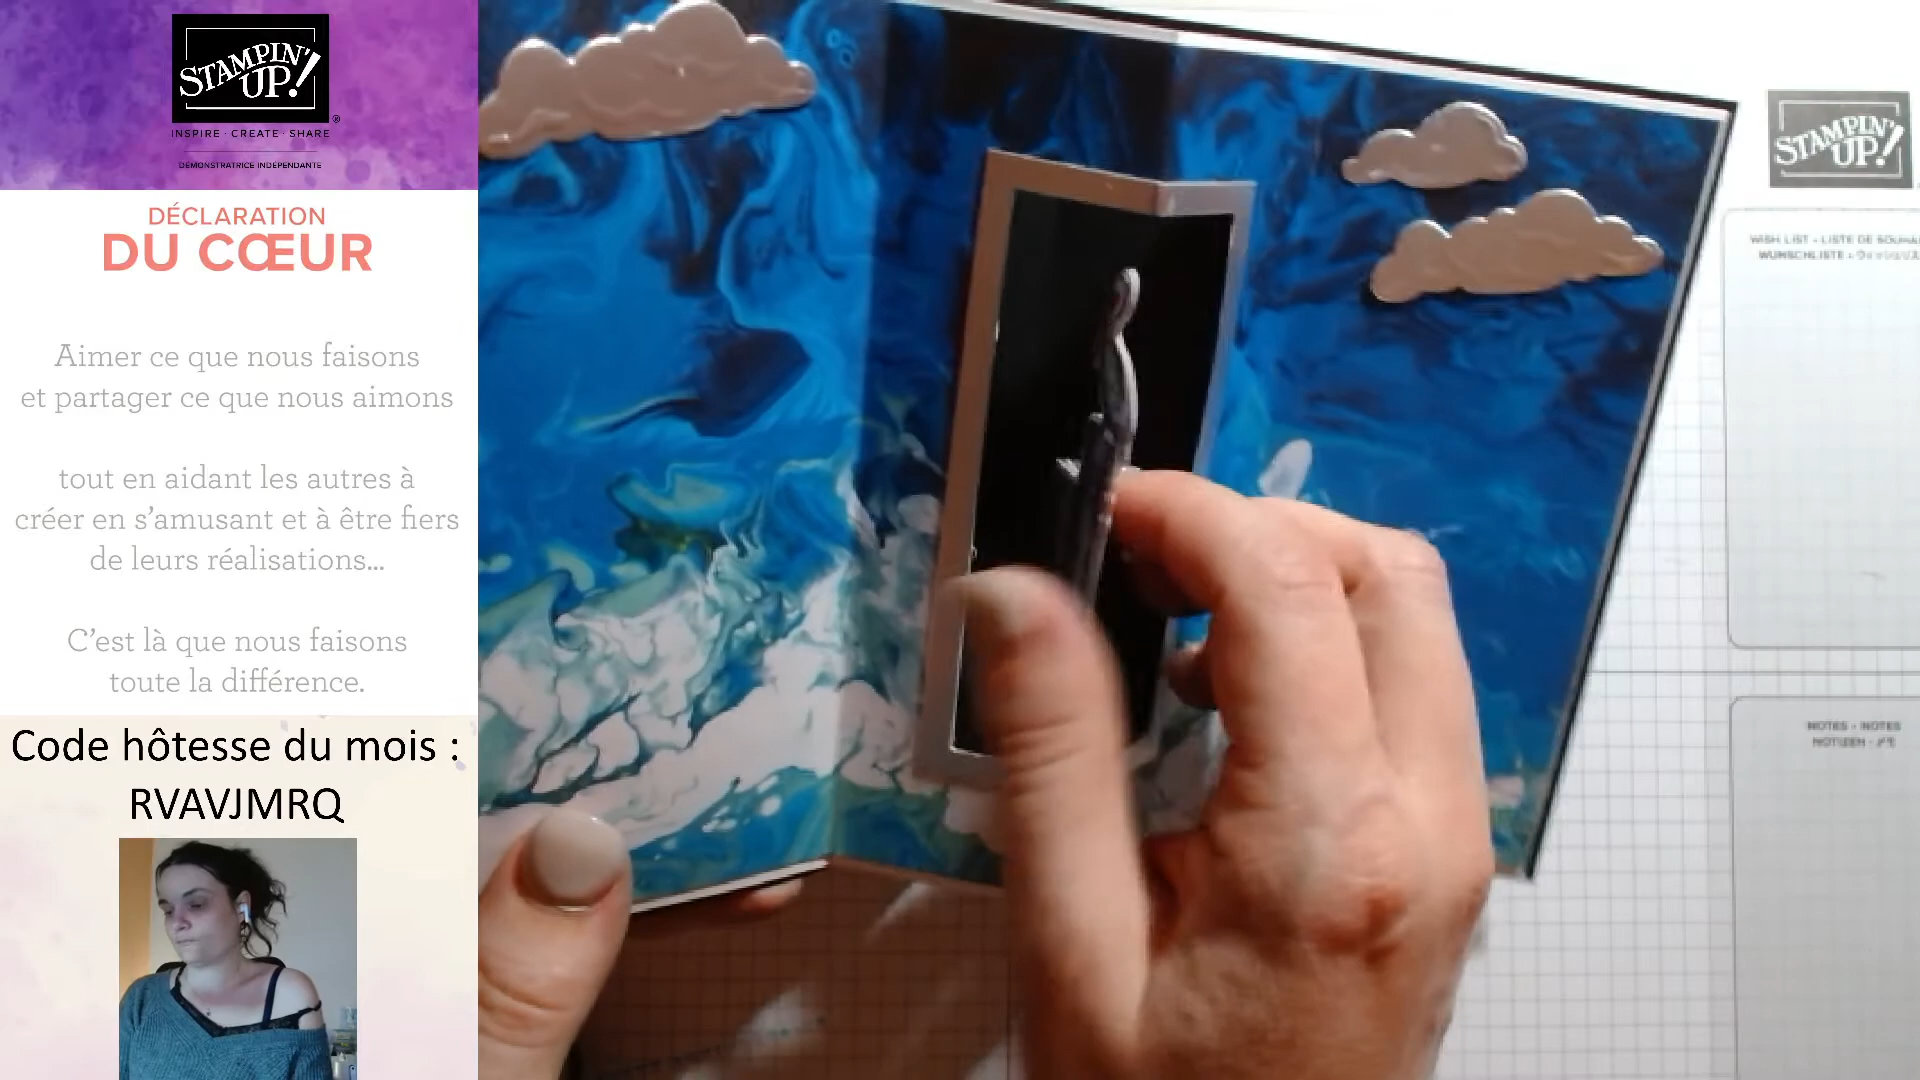 STAMPIN'
UP!®
INSPIRE · CREATE · SHARE
DÉMONSTRATRICE INDÉPENDANTE
DÉCLARATION
DU CŒUR
Aimer ce que nous faisons
et partager ce que nous aimons
tout en aidant les autres à
créer en s’amusant et à être fiers
de leurs réalisations...
C’est là que nous faisons
toute la différence.
Code hôtesse du mois :
RVAVJMRQ
STAMPIN'
UP!
WISH LIST • LISTE DE
WUNSCHLISTE •
NOTES • NOTES
NOTIZEN •